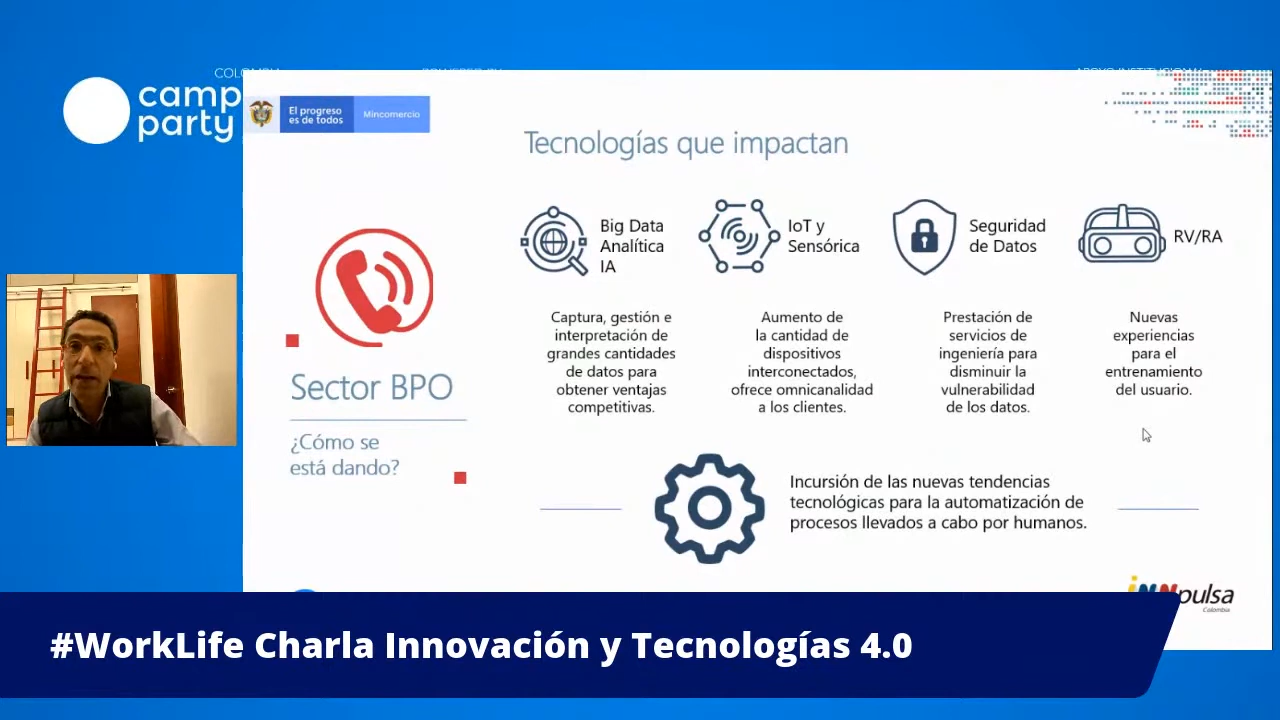 camp
party
El progreso
es de todos
Mincomercio
Tecnologías que impactan
Big Data
Analítica
IA
IoT y
Sensórica
Seguridad
de Datos
RV/RA
Captura, gestión e
interpretación de
grandes cantidades
de datos para
obtener ventajas
competitivas.
Aumento de
la cantidad de
dispositivos
interconectados,
ofrece omnicanalidad
a los clientes.
Prestación de
servicios de
ingeniería para
disminuir la
vulnerabilidad
de los datos.
Nuevas
experiencias
para el
entrenamiento
del usuario.
Sector BPO
¿Cómo se
está dando?
Incursión de las nuevas tendencias
tecnológicas para la automatización de
procesos llevados a cabo por humanos.
iNNpulsa
Colombia
#WorkLife Charla Innovación y Tecnologías 4.0